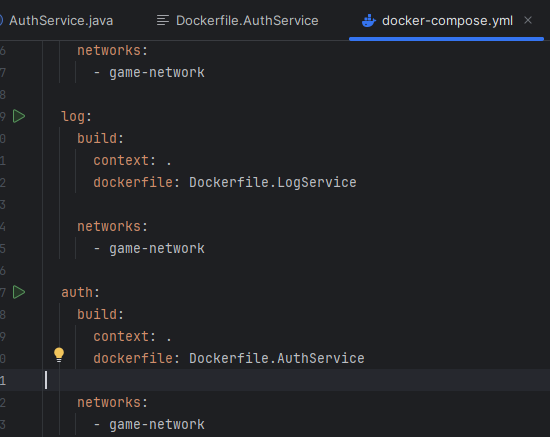 AuthService.java Dockerfile.AuthService docker-compose.yml
6 networks:
7 - game-network
8
9 log:
0 build:
1 context: .
2 dockerfile: Dockerfile.LogService
3
4 networks:
5 - game-network
6
7 auth:
8 build:
9 context: .
0 dockerfile: Dockerfile.AuthService
1
2 networks:
3 - game-network